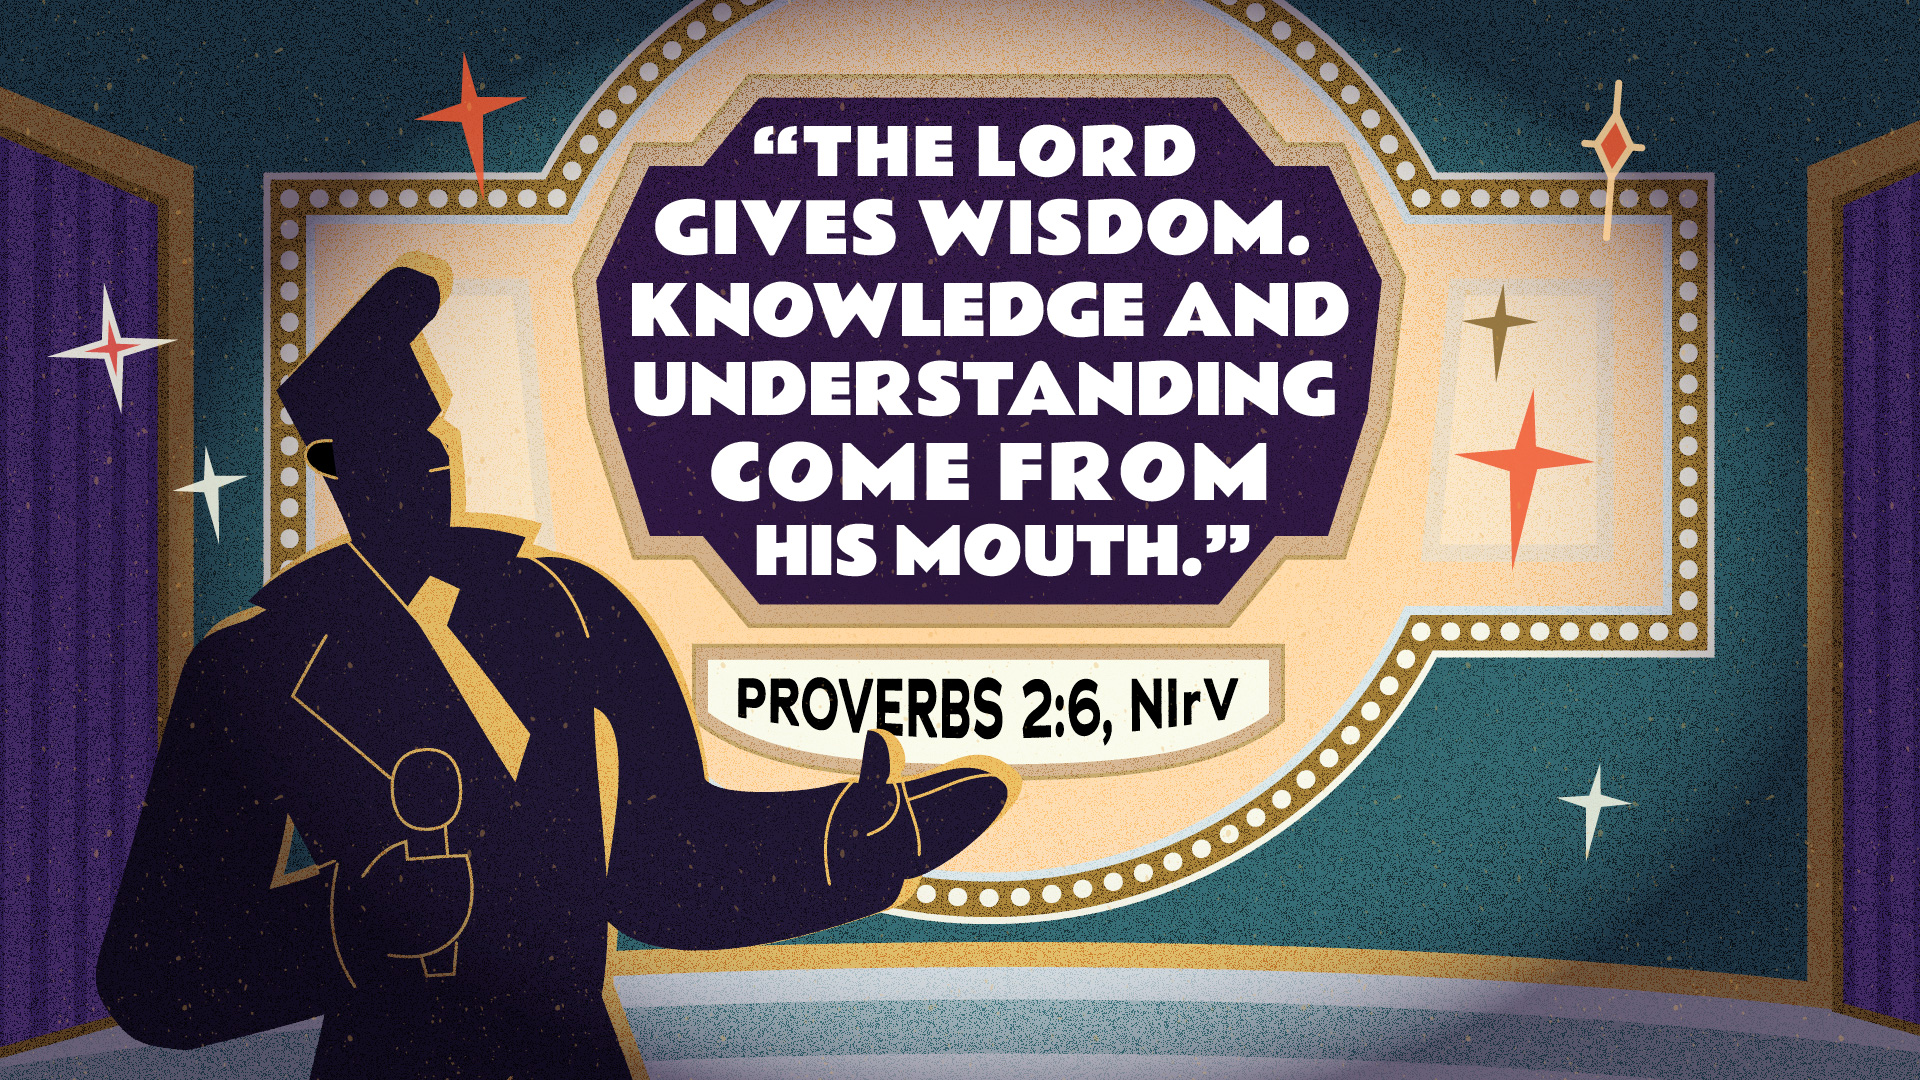 “THE LORD
GIVES WISDOM.
KNOWLEDGE AND
UNDERSTANDING
COME FROM
HIS MOUTH.”
PROVERBS 2:6, NIrV